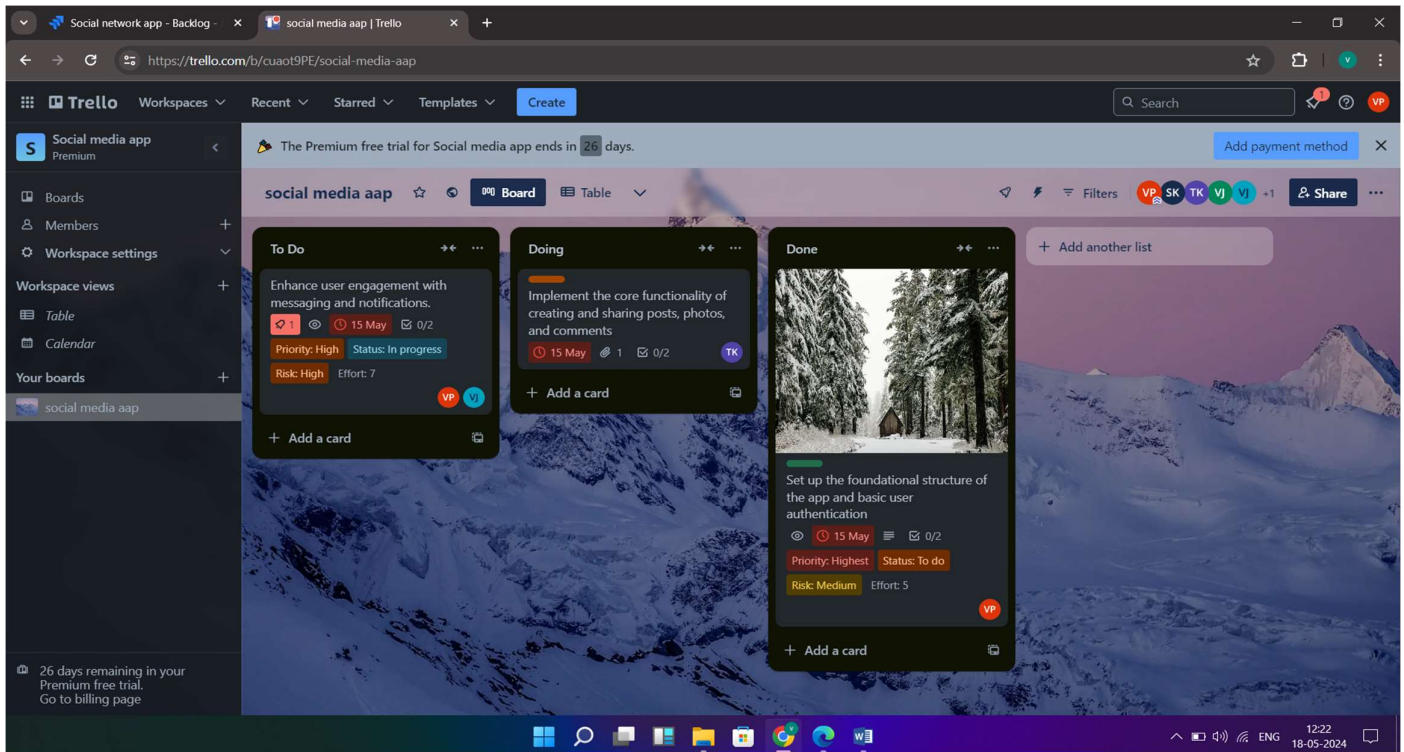 Social network app - Backlog -
social media aap | Trello
https://trello.com/b/cuaot9PE/social-media-aap
V
Trello
Workspaces
Recent
Starred
Templates
Create
Search
1
VP
S
Social media app
Premium
The Premium free trial for Social media app ends in 26 days.
Add payment method
Boards
Members
Workspace settings
Workspace views
Table
Calendar
Your boards
social media aap
26 days remaining in your
Premium free trial.
Go to billing page
social media aap
Board
Table
Filters
VP SK TK VJ VJ +1
Share
To Do
Enhance user engagement with
messaging and notifications.
1 15 May 0/2
Priority: High Status: In progress
Risk: High Effort: 7
VP VJ
+ Add a card
Doing
Implement the core functionality of
creating and sharing posts, photos,
and comments
15 May 1 0/2 TK
+ Add a card
Done
Set up the foundational structure of
the app and basic user
authentication
15 May 0/2
Priority: Highest Status: To do
Risk: Medium Effort: 5
VP
+ Add a card
+ Add another list
ENG
12:22
18-05-2024